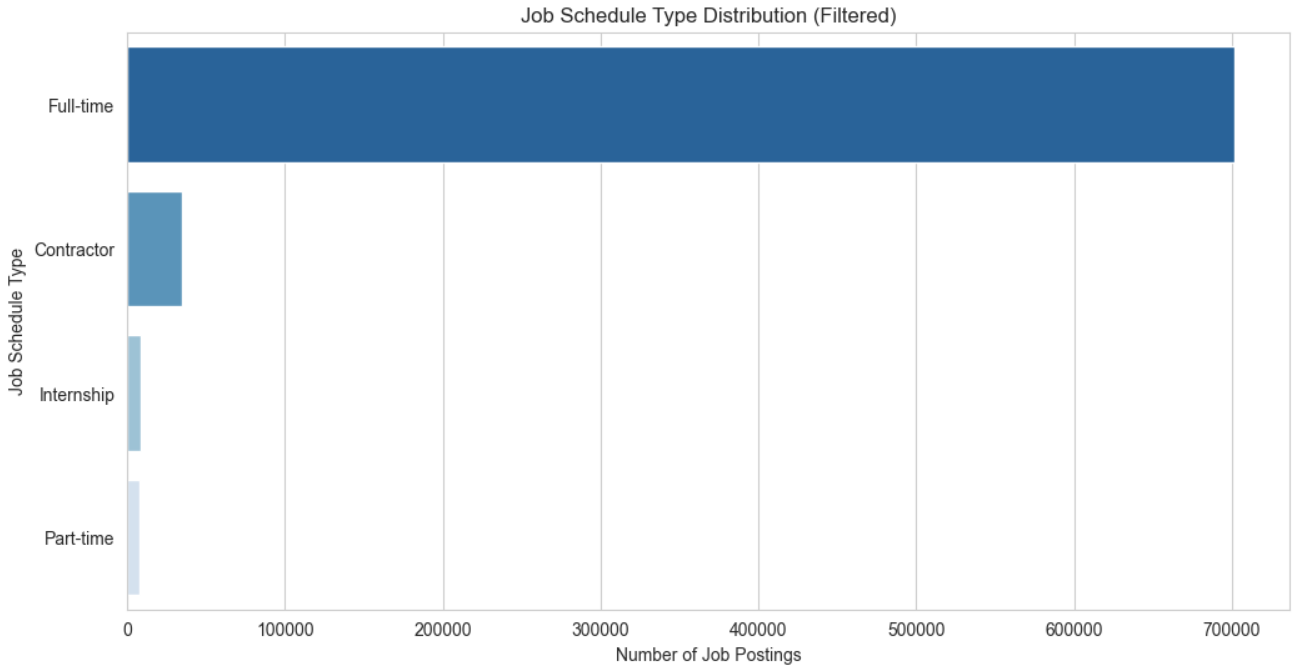 Job Schedule Type Distribution (Filtered)
Job Schedule Type
Full-time
Contractor
Internship
Part-time
0 100000 200000 300000 400000 500000 600000 700000
Number of Job Postings